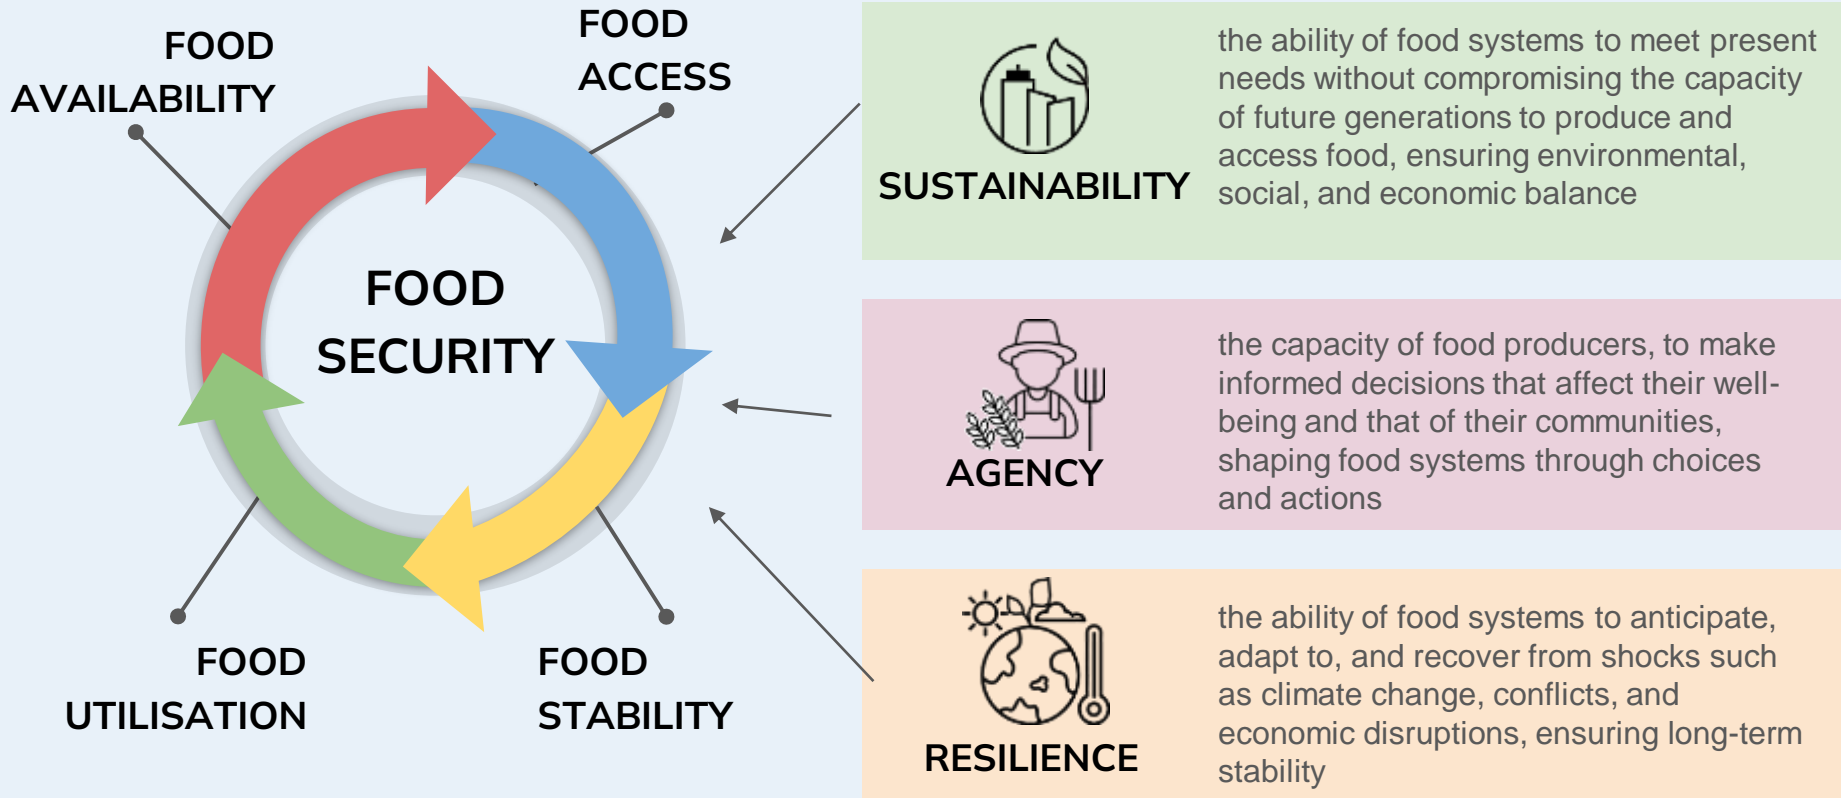 FOOD
AVAILABILITY
FOOD
ACCESS
FOOD
SECURITY
FOOD
UTILISATION
FOOD
STABILITY
SUSTAINABILITY
the ability of food systems to meet present
needs without compromising the capacity
of future generations to produce and
access food, ensuring environmental,
social, and economic balance
AGENCY
the capacity of food producers, to make
informed decisions that affect their well-
being and that of their communities,
shaping food systems through choices
and actions
RESILIENCE
the ability of food systems to anticipate,
adapt to, and recover from shocks such
as climate change, conflicts, and
economic disruptions, ensuring long-term
stability